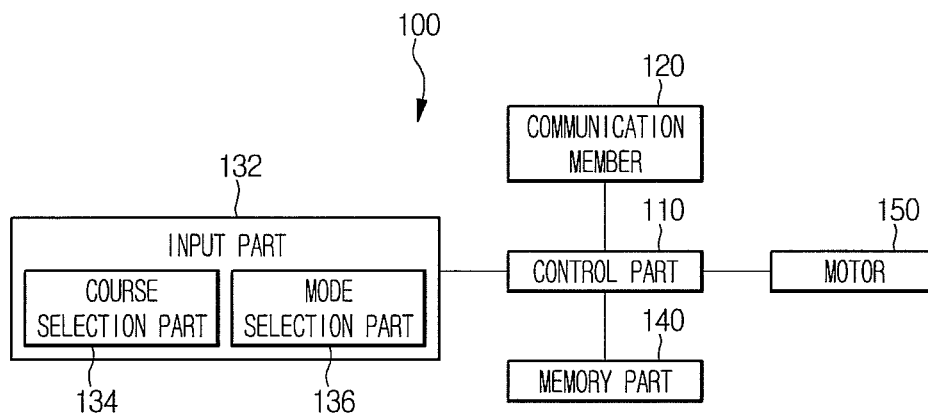 100
120
COMMUNICATION
MEMBER
132
110
150
INPUT PART
CONTROL PART
MOTOR
COURSE
SELECTION PART
MODE
SELECTION PART
140
MEMORY PART
134
136